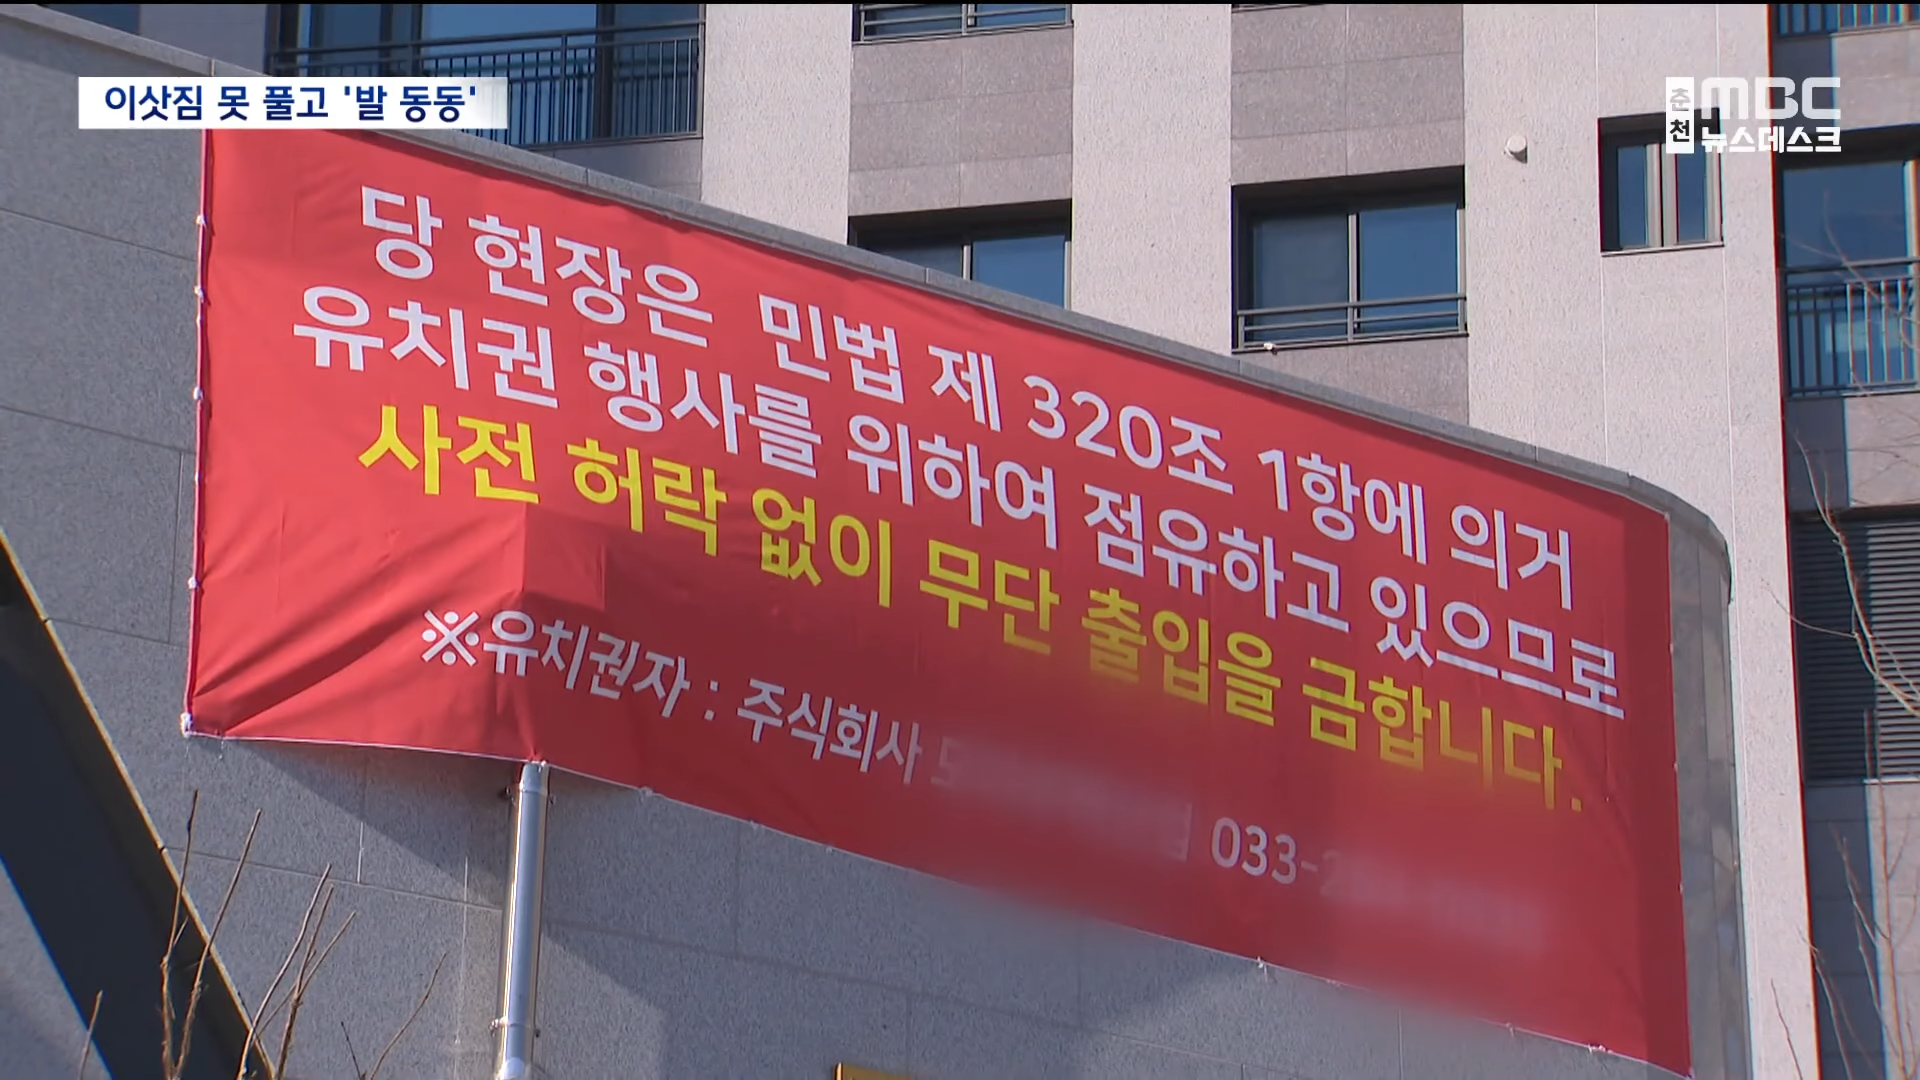 이삿짐 못 풀고 '발 동동'
춘천 MBC 뉴스데스크
당 현장은 민법 제 320조 1항에 의거
유치권 행사를 위하여 점유하고 있으므로
사전 허락 없이 무단 출입을 금합니다.
※유치권자 : 주식회사
033-2